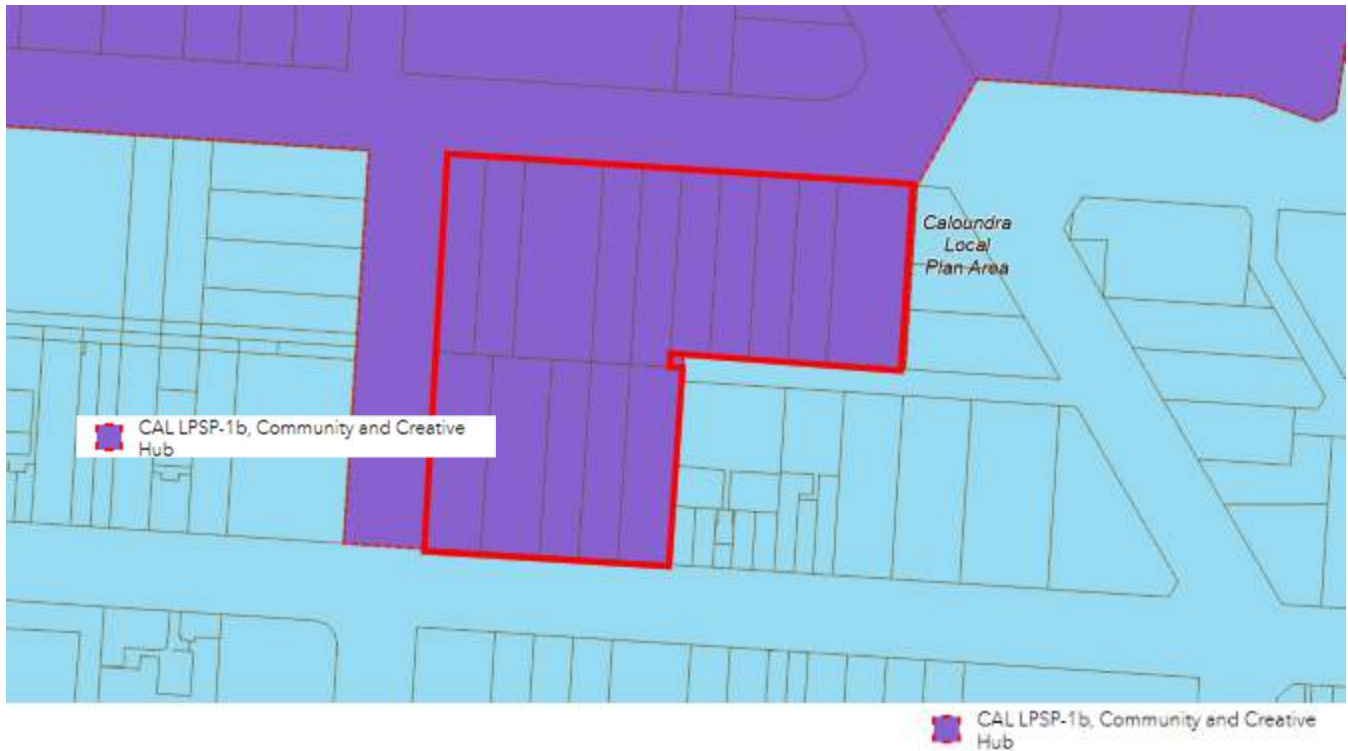 Caloundra
Local
Plan Area
CAL LPSP-1b, Community and Creative
Hub
CAL LPSP-1b, Community and Creative
Hub